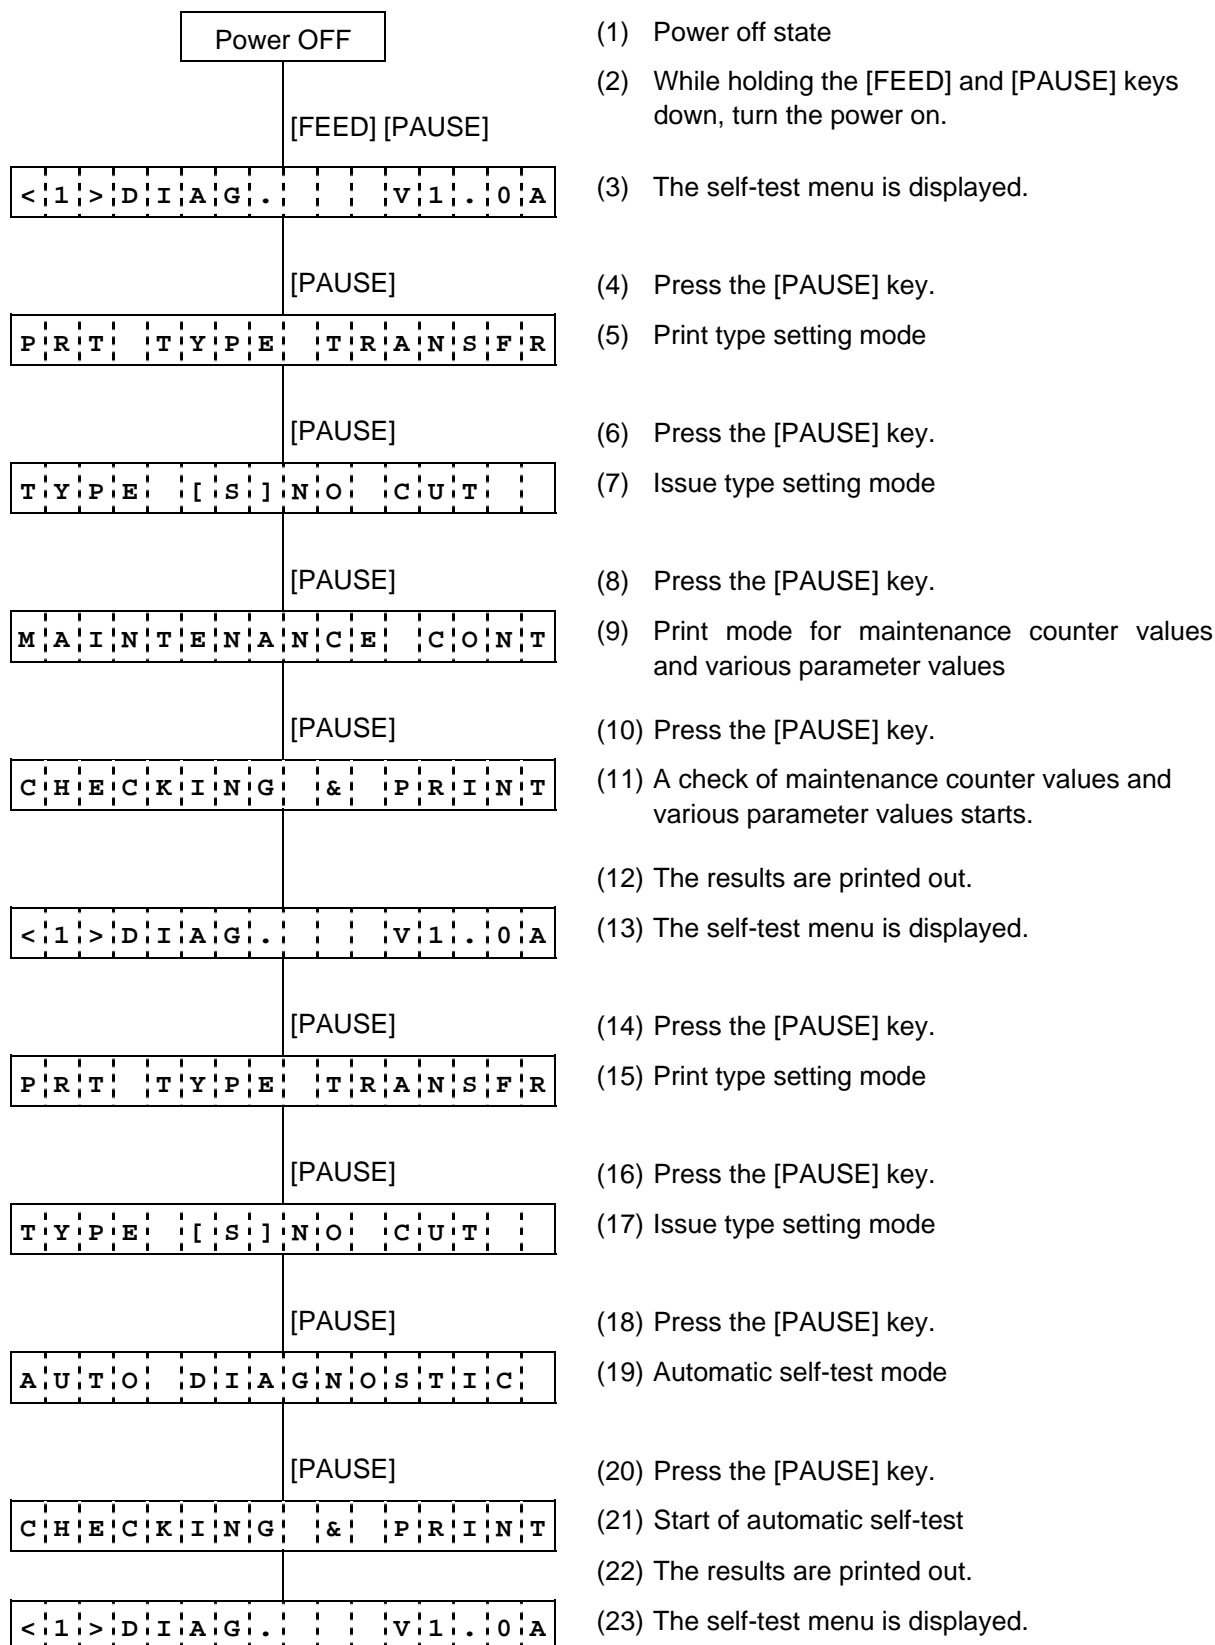 Power OFF
(1) Power off state
(2) While holding the [FEED] and [PAUSE] keys
down, turn the power on.
[FEED] [PAUSE]
<1>DIAG.   V1.0A
(3) The self-test menu is displayed.
[PAUSE]
(4) Press the [PAUSE] key.
PRT TYPE TRANSFR
(5) Print type setting mode
[PAUSE]
(6) Press the [PAUSE] key.
TYPE [S]NO CUT
(7) Issue type setting mode
[PAUSE]
(8) Press the [PAUSE] key.
MAINTENANCE CONT
(9) Print mode for maintenance counter values
and various parameter values
[PAUSE]
(10) Press the [PAUSE] key.
CHECKING & PRINT
(11) A check of maintenance counter values and
various parameter values starts.
(12) The results are printed out.
<1>DIAG.   V1.0A
(13) The self-test menu is displayed.
[PAUSE]
(14) Press the [PAUSE] key.
PRT TYPE TRANSFR
(15) Print type setting mode
[PAUSE]
(16) Press the [PAUSE] key.
TYPE [S]NO CUT
(17) Issue type setting mode
[PAUSE]
(18) Press the [PAUSE] key.
AUTO DIAGNOSTIC
(19) Automatic self-test mode
[PAUSE]
(20) Press the [PAUSE] key.
CHECKING & PRINT
(21) Start of automatic self-test
(22) The results are printed out.
<1>DIAG.   V1.0A
(23) The self-test menu is displayed.